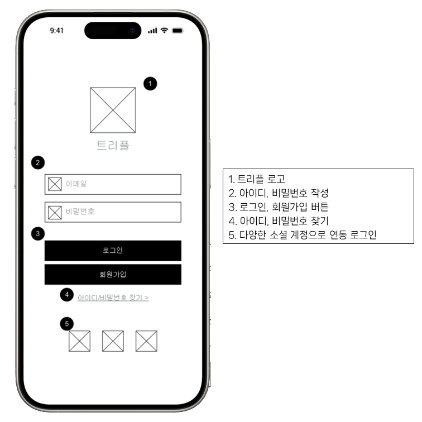 9:41
1
트리플
2
이메일
비밀번호
3
로그인
회원가입
4
아이디/비밀번호 찾기 >
5
1. 트리플 로고
2. 아이디, 비밀번호 작성
3. 로그인, 회원가입 버튼
4. 아이디, 비밀번호 찾기
5. 다양한 소셜 계정으로 연동 로그인